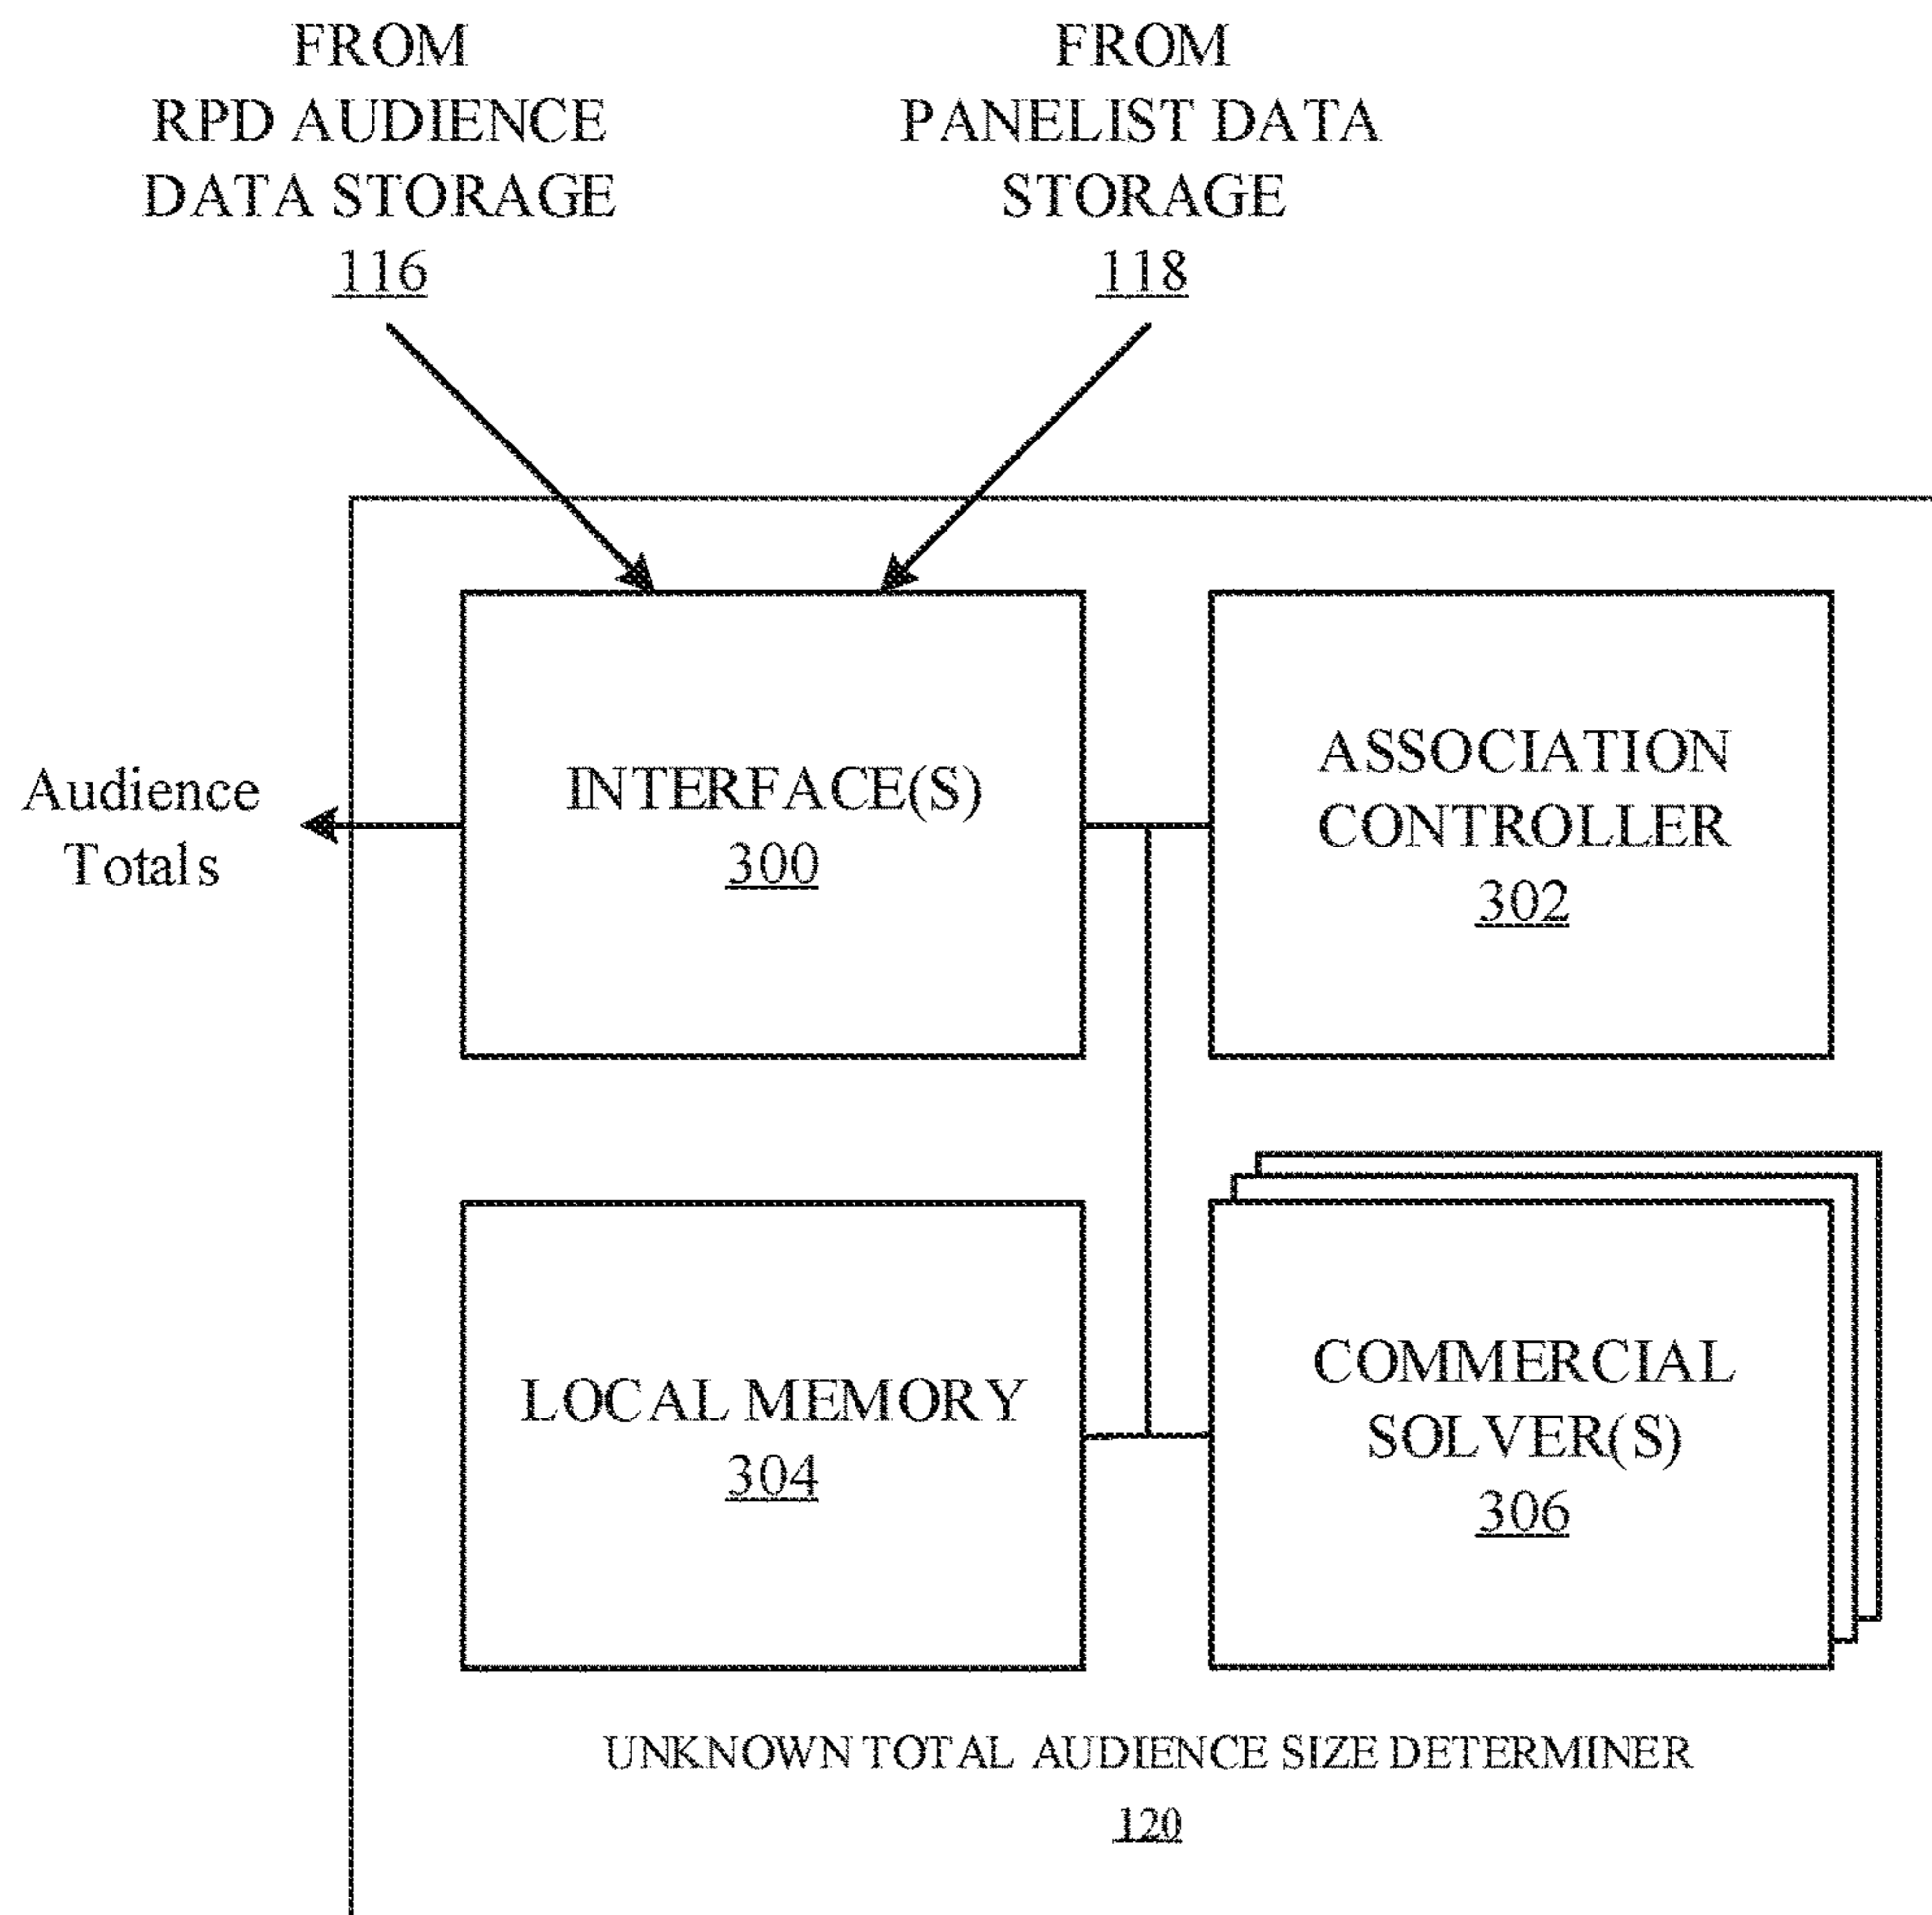 FROM
RPD AUDIENCE
DATA STORAGE
116
FROM
PANELIST DATA
STORAGE
118
Audience
Totals
INTERFACE(S)
300
ASSOCIATION
CONTROLLER
302
LOCAL MEMORY
304
COMMERCIAL
SOLVER(S)
306
UNKNOWN TOTAL AUDIENCE SIZE DETERMINER
120